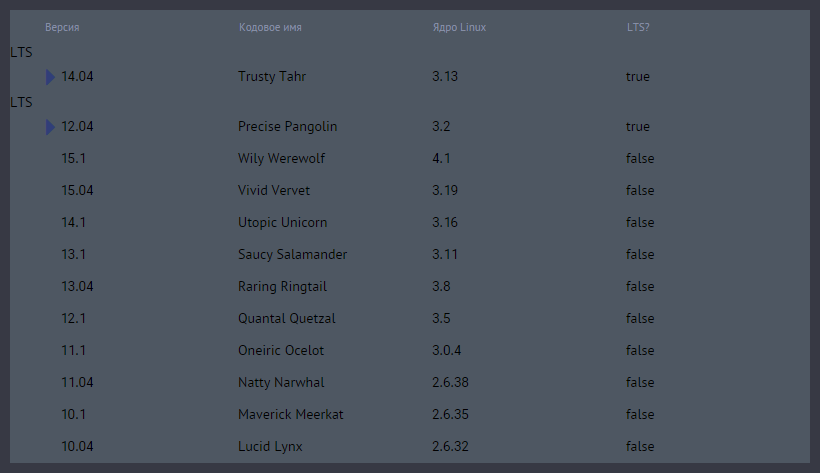 Версия Кодовое имя Ядро Linux LTS?
LTS
14.04 Trusty Tahr 3.13 true
LTS
12.04 Precise Pangolin 3.2 true
15.1 Wily Werewolf 4.1 false
15.04 Vivid Vervet 3.19 false
14.1 Utopic Unicorn 3.16 false
13.1 Saucy Salamander 3.11 false
13.04 Raring Ringtail 3.8 false
12.1 Quantal Quetzal 3.5 false
11.1 Oneiric Ocelot 3.0.4 false
11.04 Natty Narwhal 2.6.38 false
10.1 Maverick Meerkat 2.6.35 false
10.04 Lucid Lynx 2.6.32 false